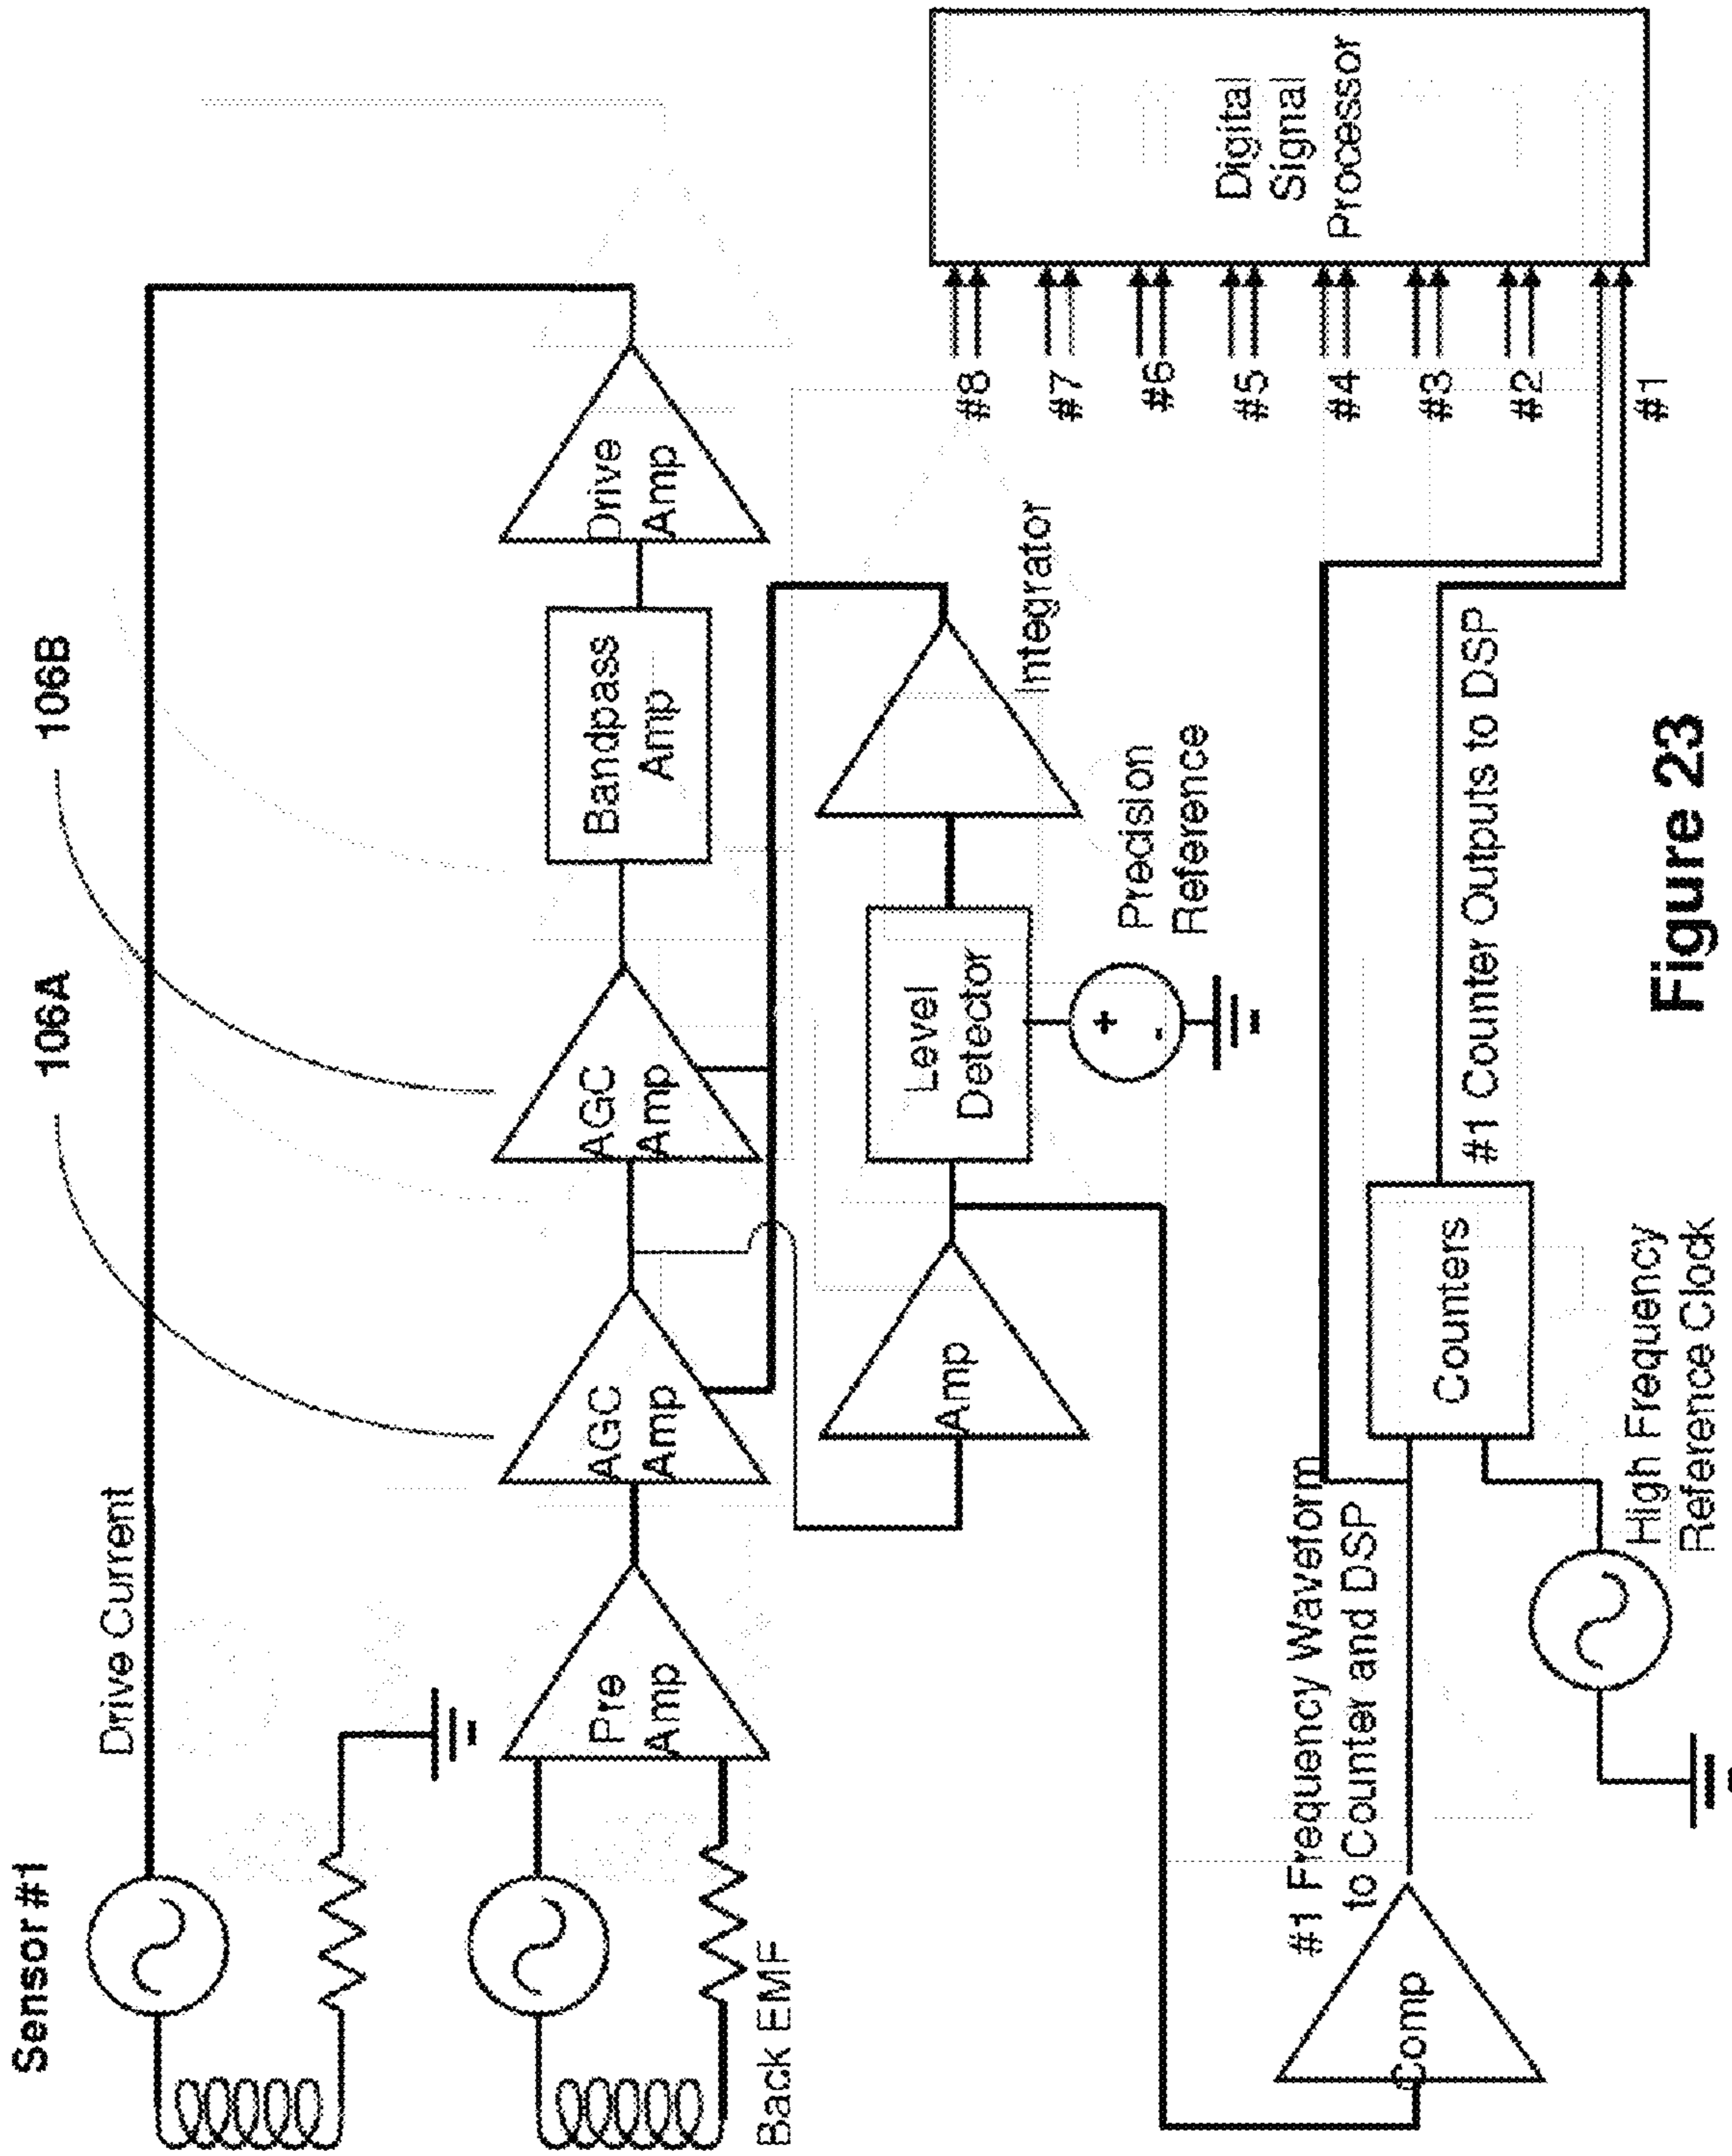 Sensor#1
106A
106B
Drive Current
Pre
Amp
AGC
Amp
AGC
Amp
Bandpass
Amp
Drive
Amp
Back EMF
Amp
Level
Detector
Integrator
Precision
Reference
+
-
Comp
#1 Frequency Waveform
to Counter and DSP
Counters
High Frequency
Reference Clock
#1 Counter Outputs to DSP
#8
#7
#6
#5
#4
#3
#2
#1
Digital
Signal
Processor
Figure 23